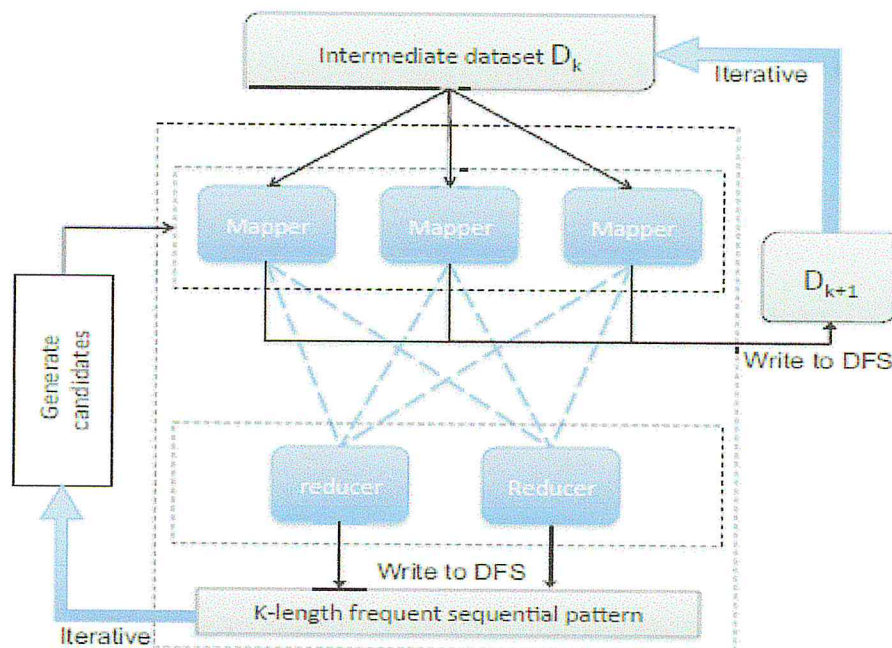 Intermediate dataset Dk
Iterative
Mapper
Mapper
Mapper
Dk+1
Write to DFS
Generate
candidates
reducer
Reducer
Write to DFS
K-length frequent sequential pattern
Iterative